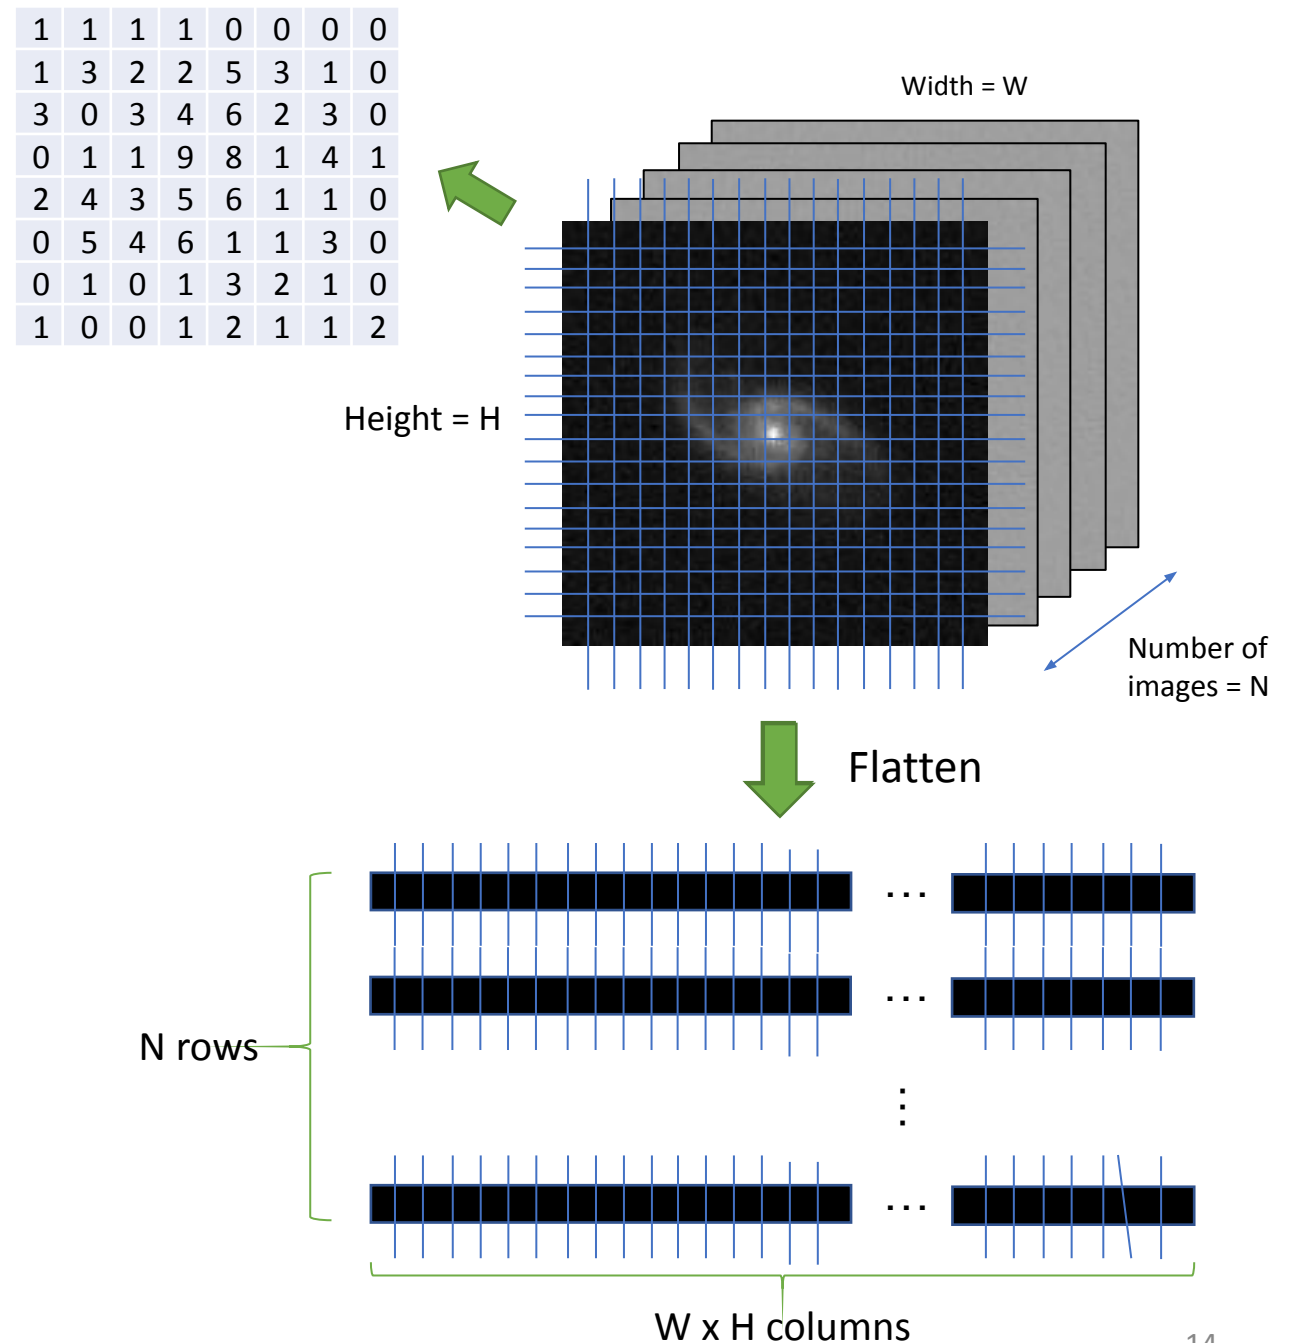 1 1 1 1 0 0 0 0
1 3 2 2 5 3 1 0
3 0 3 4 6 2 3 0
0 1 1 9 8 1 4 1
2 4 3 5 6 1 1 0
0 5 4 6 1 1 3 0
0 1 0 1 3 2 1 0
1 0 0 1 2 1 1 2
Width = W
Height = H
Number of
images = N
Flatten
...
...
N rows
...
W x H columns
14